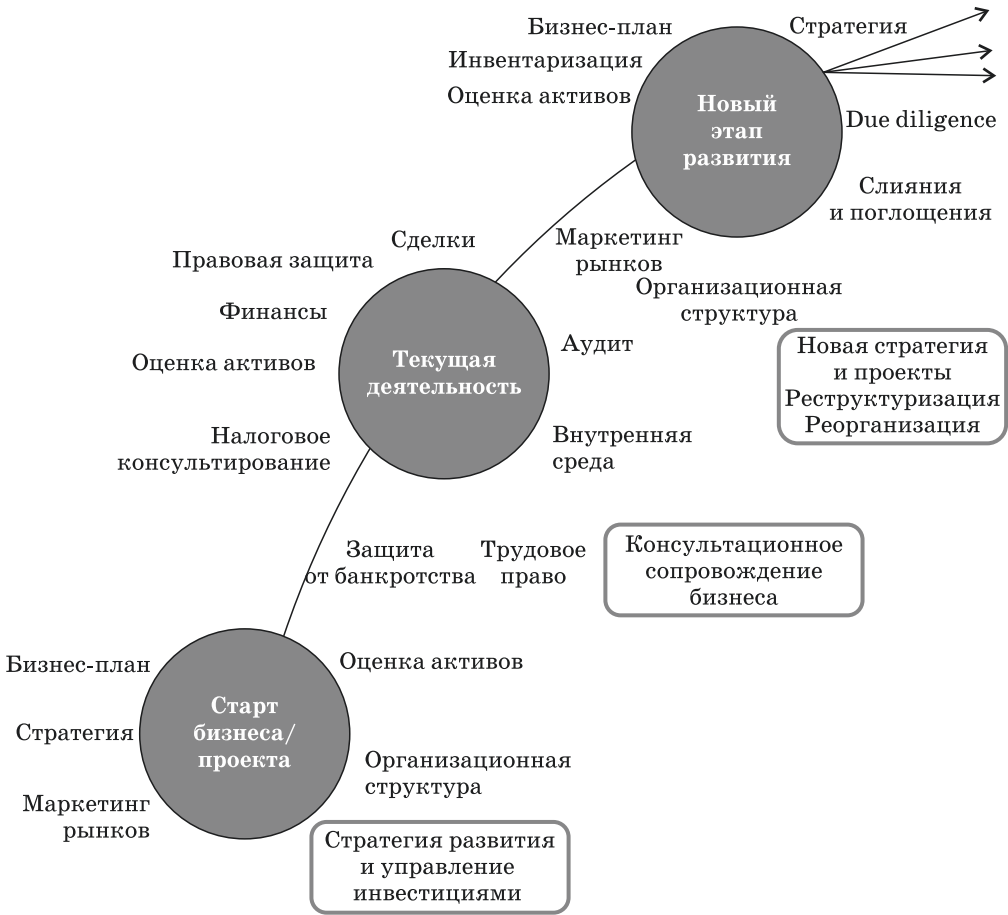 Бизнес-план
Стратегия
Инвентаризация
Оценка активов
Новый
этап
развития
Due diligence
Слияния
и поглощения
Маркетинг
рынков
Организационная
структура
Сделки
Правовая защита
Финансы
Оценка активов
Текущая
деятельность
Аудит
Налоговое
консультирование
Внутренняя
среда
Новая стратегия
и проекты
Реструктуризация
Реорганизация
Защита
от банкротства
Трудовое
право
Консультационное
сопровождение
бизнеса
Бизнес-план
Оценка активов
Стратегия
Старт
бизнеса/
проекта
Организационная
структура
Маркетинг
рынков
Стратегия развития
и управление
инвестициями